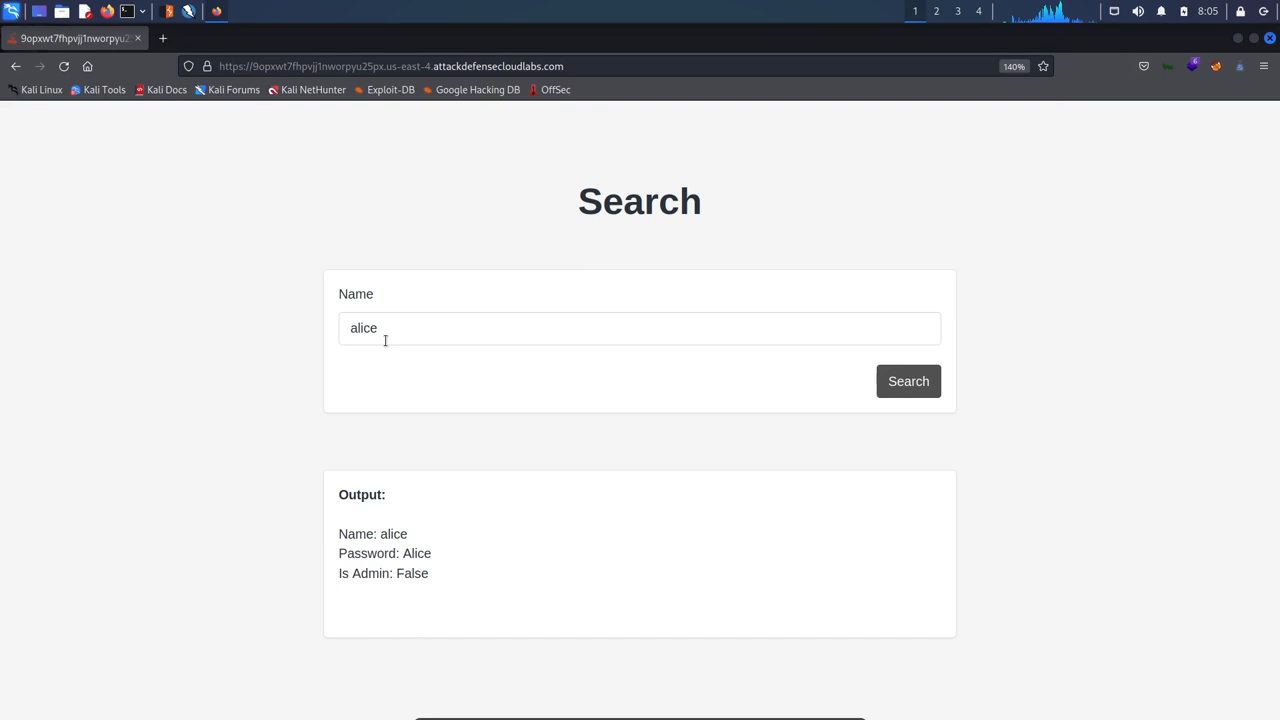 1 2 3 4 8:05
9opxwt7fhpvjj1nworpyu2
https://9opxwt7fhpvjj1nworpyu25px.us-east-4.attackdefensecloudlabs.com 140%
Kali Linux Kali Tools Kali Docs Kali Forums Kali NetHunter Exploit-DB Google Hacking DB OffSec
Search
Name
alice
Search
Output:
Name: alice
Password: Alice
Is Admin: False